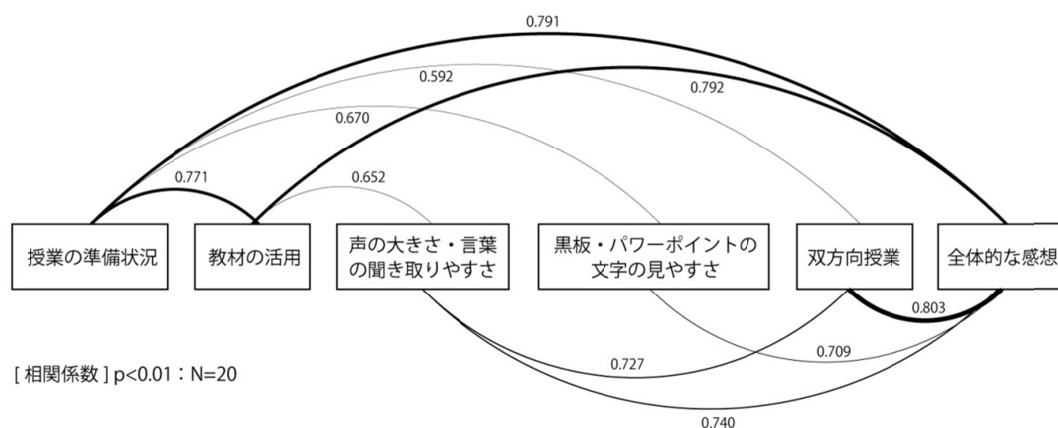 0.791
0.592
0.792
0.670
0.771
0.652
授業の準備状況
教材の活用
声の大きさ・言葉
の聞き取りやすさ
黒板・パワーポイントの
文字の見やすさ
双方向授業
全体的な感想
0.803
0.709
0.727
0.740
[ 相関係数 ] p<0.01：N=20